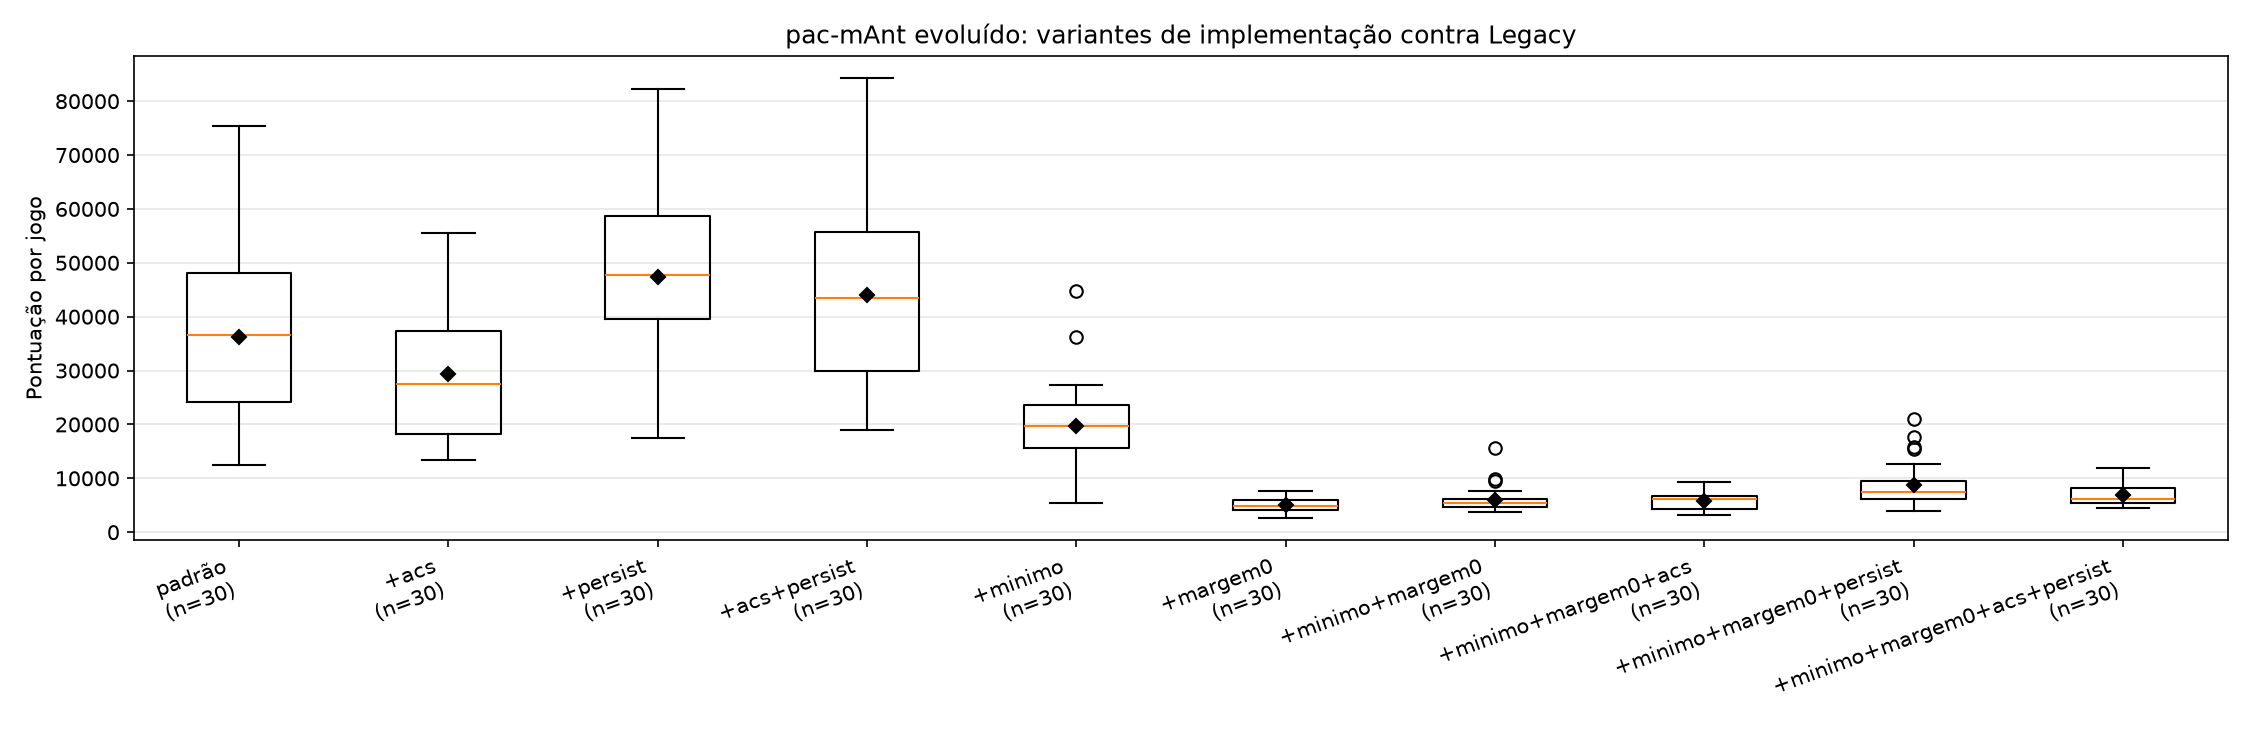 pac-mAnt evoluído: variantes de implementação contra Legacy
Pontuação por jogo
80000
70000
60000
50000
40000
30000
20000
10000
0
padrão
(n=30)
+acs
(n=30)
+persist
(n=30)
+acs+persist
(n=30)
+minimo
(n=30)
+margem0
(n=30)
+minimo+margem0
(n=30)
+minimo+margem0+acs
(n=30)
+minimo+margem0+persist
(n=30)
+minimo+margem0+acs+persist
(n=30)